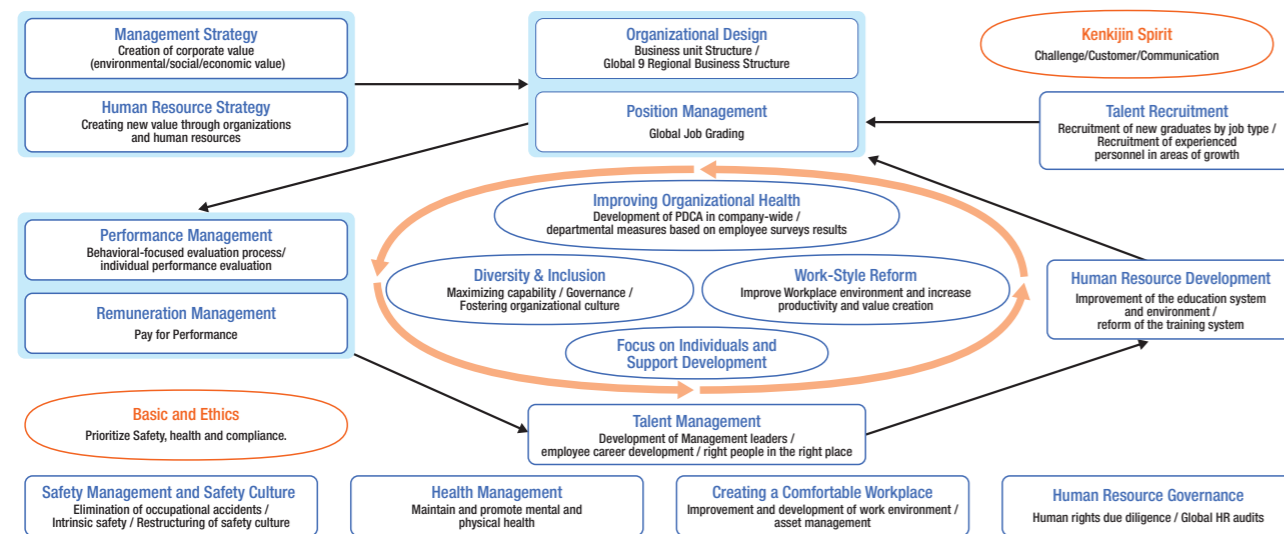 Management Strategy
Creation of corporate value
(environmental/social/economic value)
Human Resource Strategy
Creating new value through organizations
and human resources
Organizational Design
Business unit Structure /
Global 9 Regional Business Structure
Position Management
Global Job Grading
Kenkijin Spirit
Challenge/Customer/Communication
Talent Recruitment
Recruitment of new graduates by job type /
Recruitment of experienced
personnel in areas of growth
Improving Organizational Health
Development of PDCA in company-wide /
departmental measures based on employee surveys results
Performance Management
Behavioral-focused evaluation process/
individual performance evaluation
Remuneration Management
Pay for Performance
Diversity & Inclusion
Maximizing capability / Governance /
Fostering organizational culture
Work-Style Reform
Improve Workplace environment and increase
productivity and value creation
Human Resource Development
Improvement of the education system
and environment /
reform of the training system
Focus on Individuals and
Support Development
Basic and Ethics
Prioritize Safety, health and compliance.
Talent Management
Development of Management leaders /
employee career development / right people in the right place
Safety Management and Safety Culture
Elimination of occupational accidents /
Intrinsic safety / Restructuring of safety culture
Health Management
Maintain and promote mental and
physical health
Creating a Comfortable Workplace
Improvement and development of work environment /
asset management
Human Resource Governance
Human rights due diligence / Global HR audits